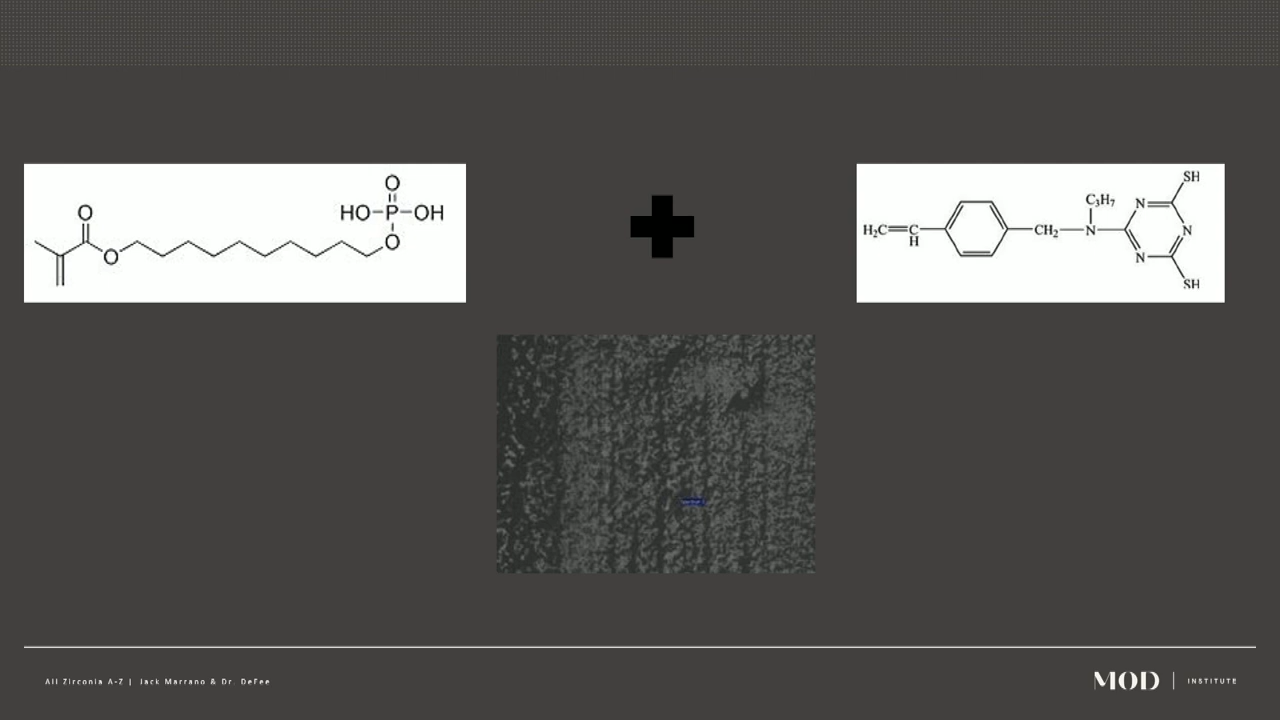 O
O
O
HO-P-OH
O
H₂C=C
H
CH₂
N
C₃H₇
N
N
N
SH
SH
All Zirconia A-Z | Jack Marrano & Dr. DeFee
MOD | INSTITUTE